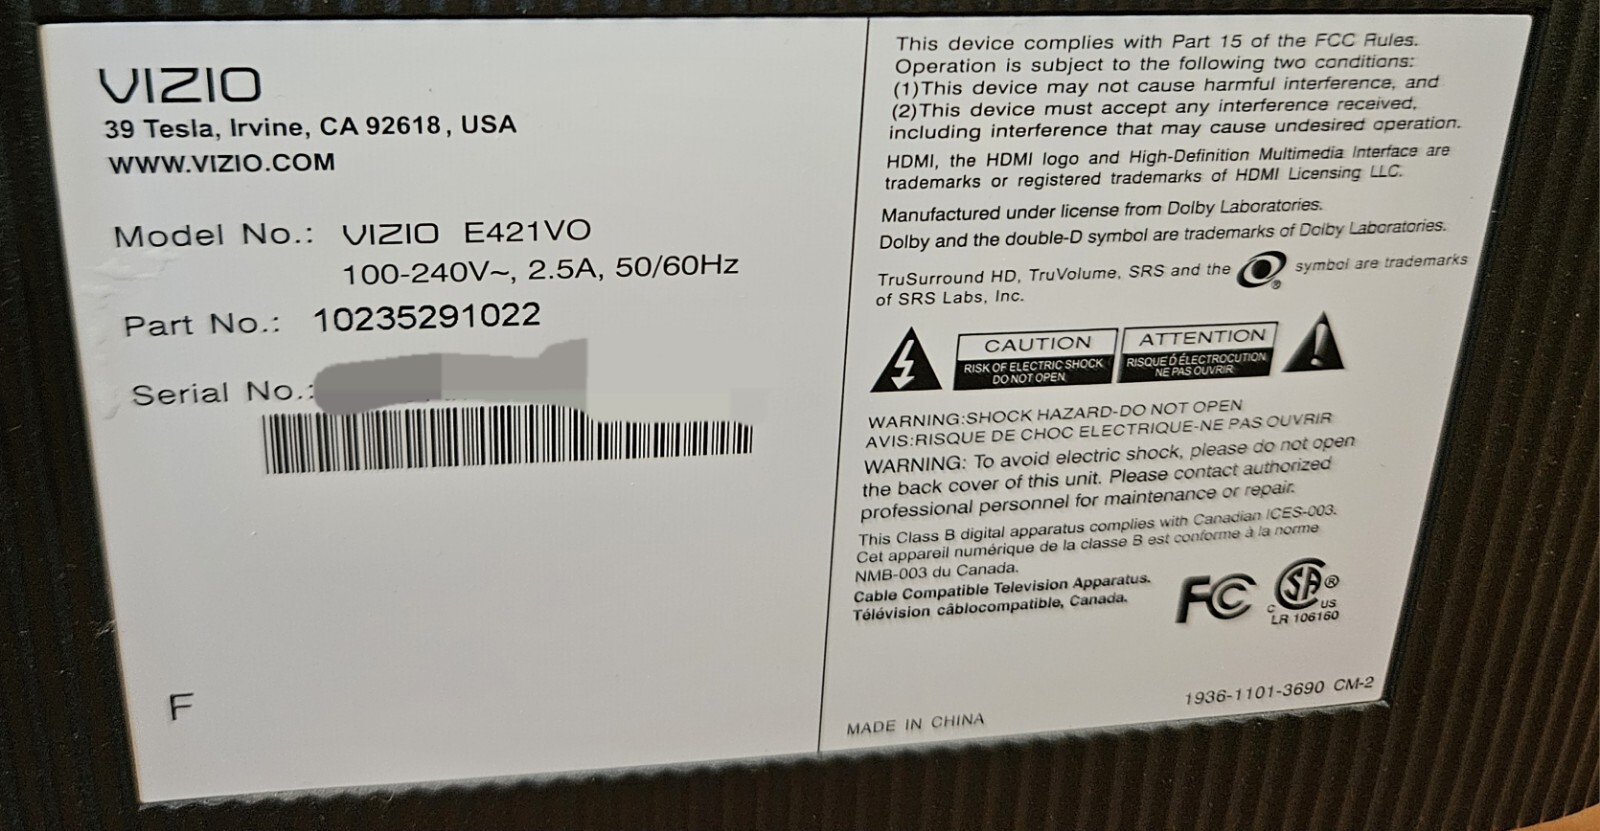 VIZIO
39 Tesla, Irvine, CA 92618, USA
WWW.VIZIO.COM
Model No.: VIZIO E421VO
100-240V~, 2.5A, 50/60Hz
Part No.: 10235291022
Serial No.:
F
This device complies with Part 15 of the FCC Rules.
Operation is subject to the following two conditions:
(1)This device may not cause harmful interference, and
(2)This device must accept any interference received,
including interference that may cause undesired operation.
HDMI, the HDMI logo and High-Definition Multimedia Interface are
trademarks or registered trademarks of HDMI Licensing LLC.
Manufactured under license from Dolby Laboratories.
Dolby and the double-D symbol are trademarks of Dolby Laboratories.
TruSurround HD, TruVolume, SRS and the ® symbol are trademarks
of SRS Labs, Inc.
CAUTION
RISK OF ELECTRIC SHOCK
DO NOT OPEN
ATTENTION
RISQUE D ÉLECTROCUTION
NE PAS OUVRIR
WARNING:SHOCK HAZARD-DO NOT OPEN
AVIS:RISQUE DE CHOC ELECTRIQUE-NE PAS OUVRIR
WARNING: To avoid electric shock, please do not open
the back cover of this unit. Please contact authorized
professional personnel for maintenance or repair.
This Class B digital apparatus complies with Canadian ICES-003.
Cet appareil numérique de la classe B est conforme à la norme
NMB-003 du Canada.
Cable Compatible Television Apparatus.
Télévision câblocompatible, Canada.
FC
C SA ® US
LR 106160
1936-1101-3690 CM-2
MADE IN CHINA